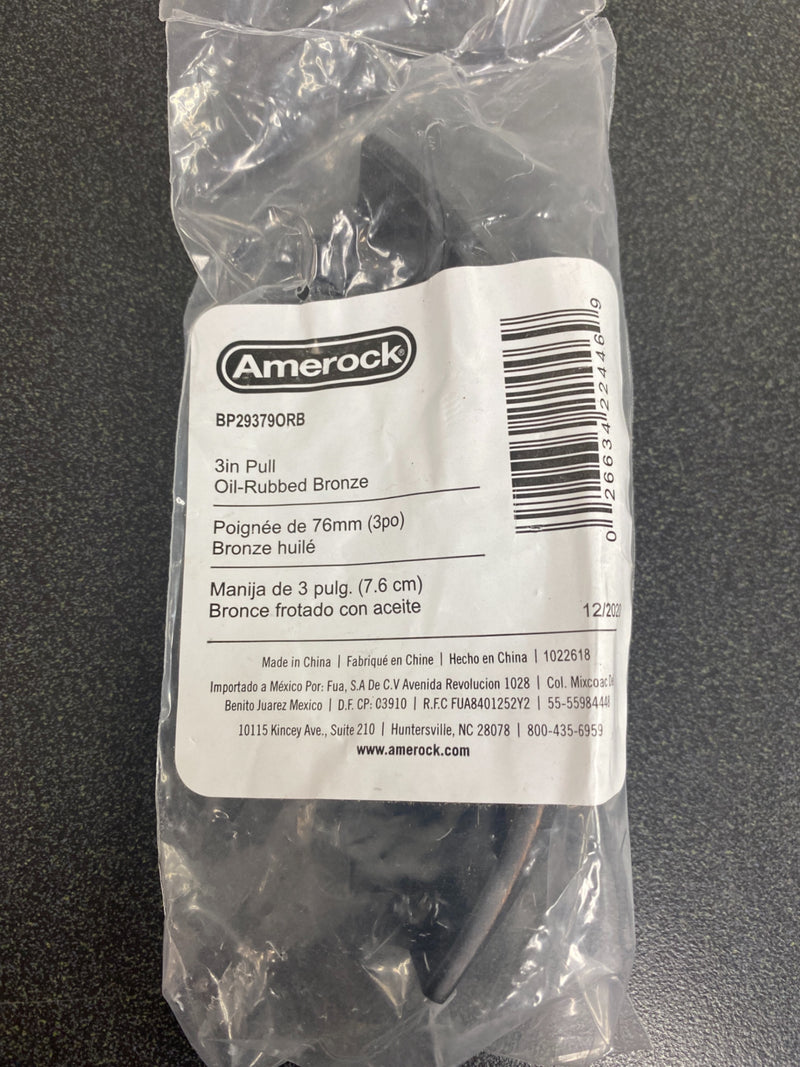 Amerock®
BP29379ORB
3in Pull
Oil-Rubbed Bronze
Poignée de 76mm (3po)
Bronze huilé
Manija de 3 pulg. (7.6 cm)
Bronce frotado con aceite
0 26634 22446 9
12/2020
Made in China | Fabriqué en Chine | Hecho en China | 1022618
Importado a México Por: Fua, S.A De C.V Avenida Revolucion 1028 | Col. Mixcoac De
Benito Juarez Mexico | D.F. CP: 03910 | R.F.C FUA8401252Y2 | 55-55984448
10115 Kincey Ave., Suite 210 | Huntersville, NC 28078 | 800-435-6959
www.amerock.com